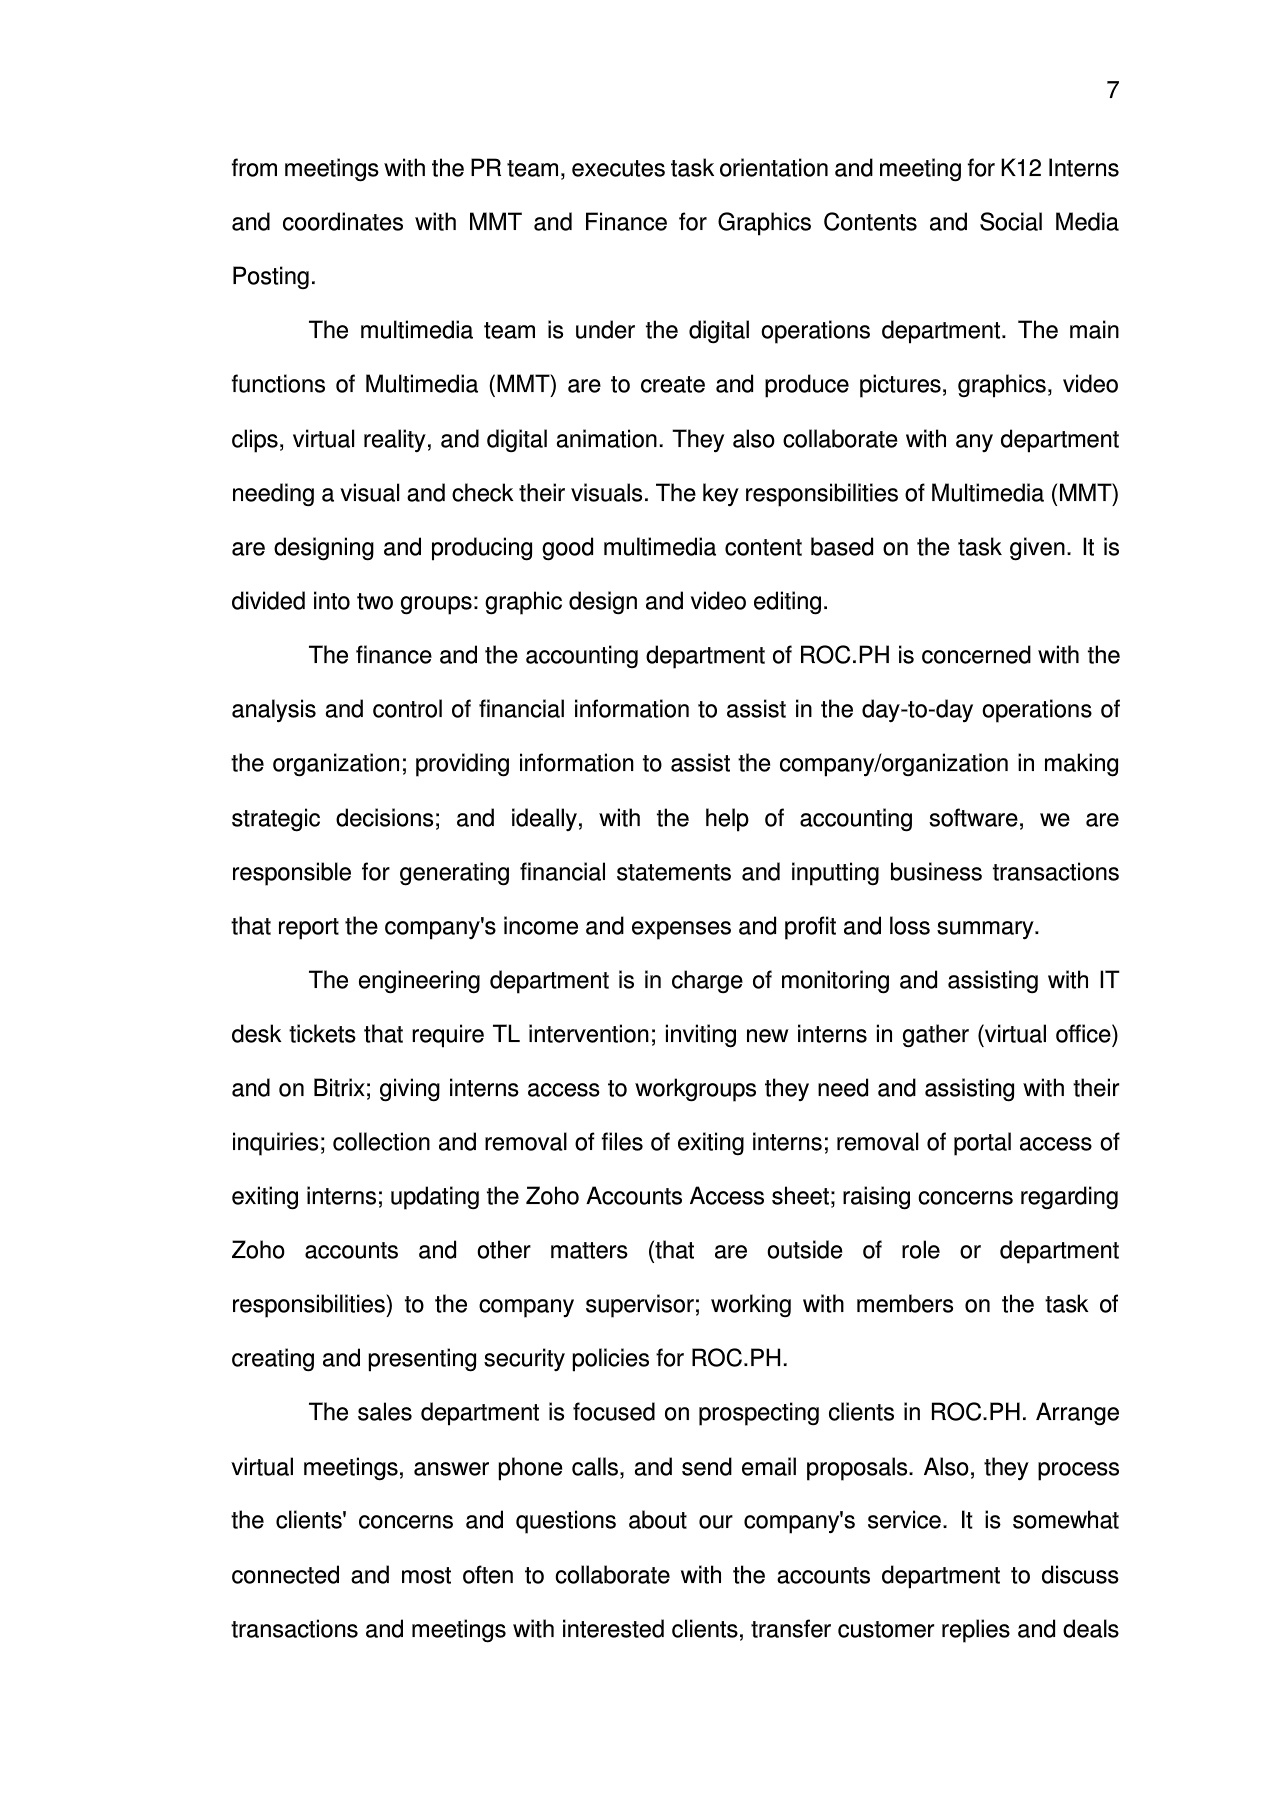 7
from meetings with the PR team, executes task orientation and meeting for K12 Interns
and coordinates with MMT and Finance for Graphics Contents and Social Media
Posting.
The multimedia team is under the digital operations department. The main
functions of Multimedia (MMT) are to create and produce pictures, graphics, video
clips, virtual reality, and digital animation. They also collaborate with any department
needing a visual and check their visuals. The key responsibilities of Multimedia (MMT)
are designing and producing good multimedia content based on the task given. It is
divided into two groups: graphic design and video editing.
The finance and the accounting department of ROC.PH is concerned with the
analysis and control of financial information to assist in the day-to-day operations of
the organization; providing information to assist the company/organization in making
strategic decisions; and ideally, with the help of accounting software, we are
responsible for generating financial statements and inputting business transactions
that report the company's income and expenses and profit and loss summary.
The engineering department is in charge of monitoring and assisting with IT
desk tickets that require TL intervention; inviting new interns in gather (virtual office)
and on Bitrix; giving interns access to workgroups they need and assisting with their
inquiries; collection and removal of files of exiting interns; removal of portal access of
exiting interns; updating the Zoho Accounts Access sheet; raising concerns regarding
Zoho accounts and other matters (that are outside of role or department
responsibilities) to the company supervisor; working with members on the task of
creating and presenting security policies for ROC.PH.
The sales department is focused on prospecting clients in ROC.PH. Arrange
virtual meetings, answer phone calls, and send email proposals. Also, they process
the clients' concerns and questions about our company's service. It is somewhat
connected and most often to collaborate with the accounts department to discuss
transactions and meetings with interested clients, transfer customer replies and deals